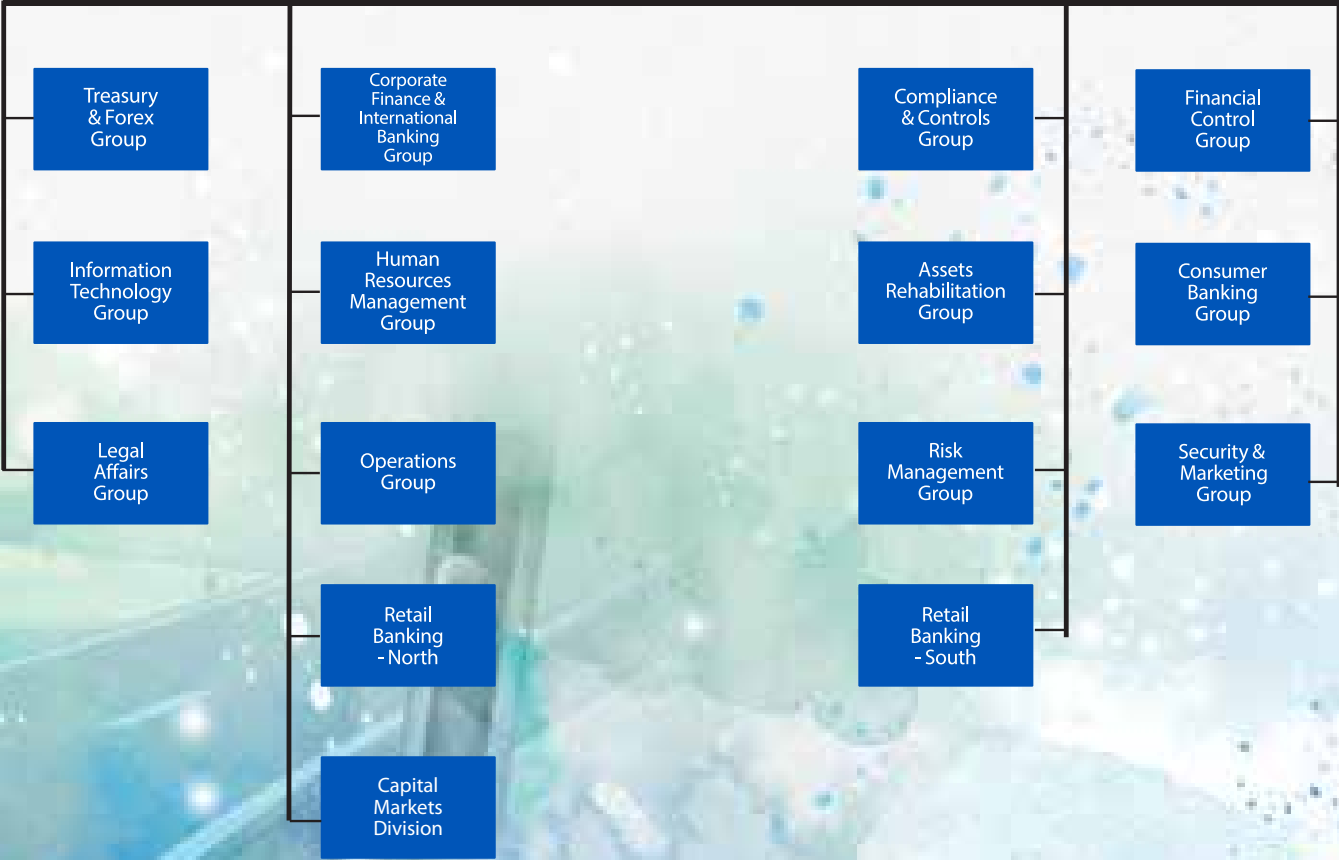 Treasury
& Forex
Group
Corporate
Finance &
International
Banking
Group
Compliance
& Controls
Group
Financial
Control
Group
Information
Technology
Group
Human
Resources
Management
Group
Assets
Rehabilitation
Group
Consumer
Banking
Group
Legal
Affairs
Group
Operations
Group
Risk
Management
Group
Security &
Marketing
Group
Retail
Banking
- North
Retail
Banking
- South
Capital
Markets
Division